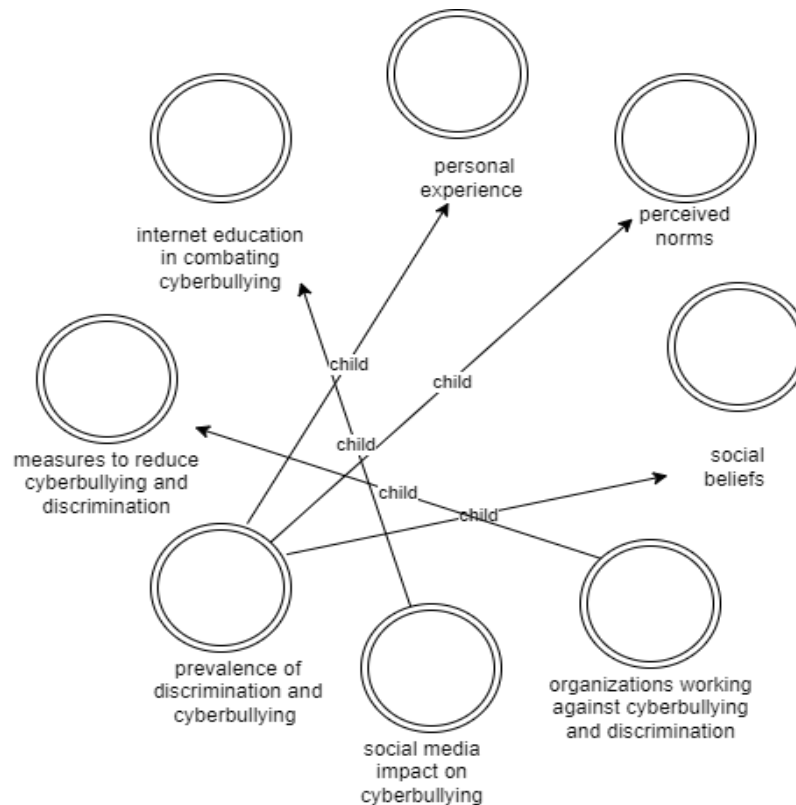 personal
experience
perceived
norms
internet education
in combating
cyberbullying
child
child
child
social
beliefs
measures to reduce
cyberbullying and
discrimination
child
child
prevalence of
discrimination and
cyberbullying
organizations working
against cyberbullying
and discrimination
social media
impact on
cyberbullying